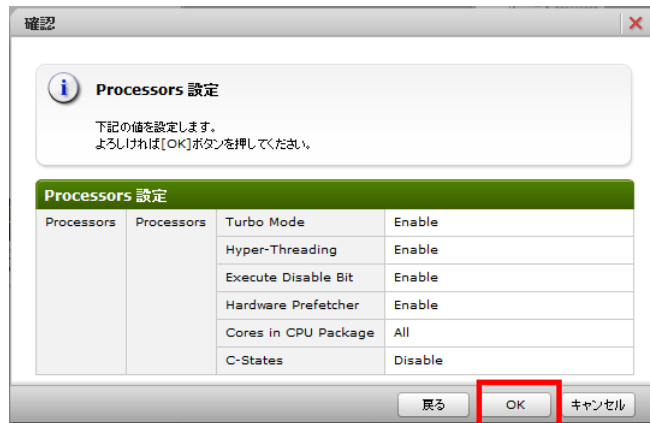 確認
Processors 設定
下記の値を設定します。
よろしければ[OK]ボタンを押してください。
Processors 設定
Processors Processors Turbo Mode Enable
Hyper-Threading Enable
Execute Disable Bit Enable
Hardware Prefetcher Enable
Cores in CPU Package All
C-States Disable
戻る OK キャンセル